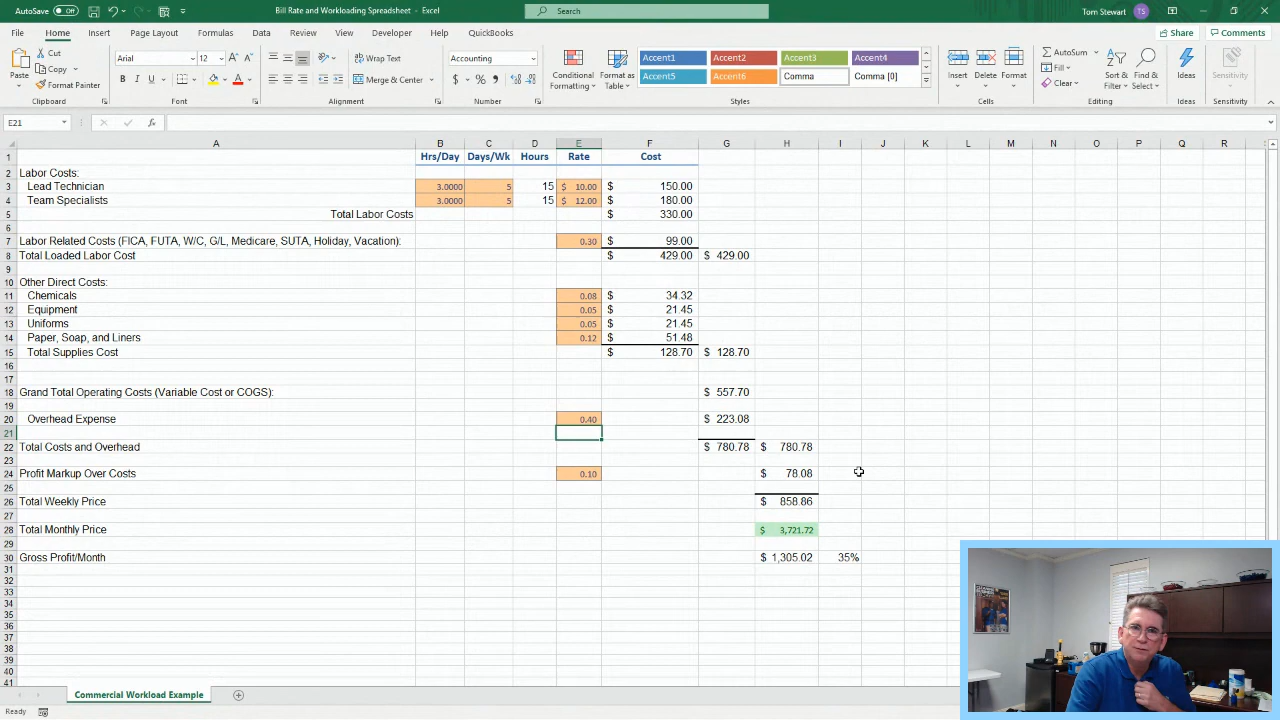 AutoSave Off Bill Rate and Workloading Spreadsheet - Excel Search Tom Stewart TS
File Home Insert Page Layout Formulas Data Review View Developer Help QuickBooks Share Comments
Paste Cut Copy Format Painter Clipboard
Arial 12 B I U A Font
Wrap Text Merge & Center Alignment
Accounting $ % Number
Conditional Formatting Format as Table
Accent1 Accent2 Accent3 Accent4
Accent5 Accent6 Comma Comma [0]
Styles
Insert Delete Format Cells
AutoSum Fill Clear Sort & Filter Find & Select Editing
Ideas Ideas Sensitivity Sensitivity
E21 fx
A B C D E F G H I J K L M N O P Q R
1 Hrs/Day Days/Wk Hours Rate Cost
2 Labor Costs:
3 Lead Technician 3.0000 5 15 $ 10.00 $ 150.00
4 Team Specialists 3.0000 5 15 $ 12.00 $ 180.00
5 Total Labor Costs $ 330.00
6
7 Labor Related Costs (FICA, FUTA, W/C, G/L, Medicare, SUTA, Holiday, Vacation): 0.30 $ 99.00
8 Total Loaded Labor Cost $ 429.00 $ 429.00
9
10 Other Direct Costs:
11 Chemicals 0.08 $ 34.32
12 Equipment 0.05 $ 21.45
13 Uniforms 0.05 $ 21.45
14 Paper, Soap, and Liners 0.12 $ 51.48
15 Total Supplies Cost $ 128.70 $ 128.70
16
17
18 Grand Total Operating Costs (Variable Cost or COGS): $ 557.70
19
20 Overhead Expense 0.40 $ 223.08
21
22 Total Costs and Overhead $ 780.78 $ 780.78
23
24 Profit Markup Over Costs 0.10 $ 78.08
25
26 Total Weekly Price $ 858.86
27
28 Total Monthly Price $ 3,721.72
29
30 Gross Profit/Month $ 1,305.02 35%
31
32
33
34
35
36
37
38
39
40
41
Commercial Workload Example
Ready